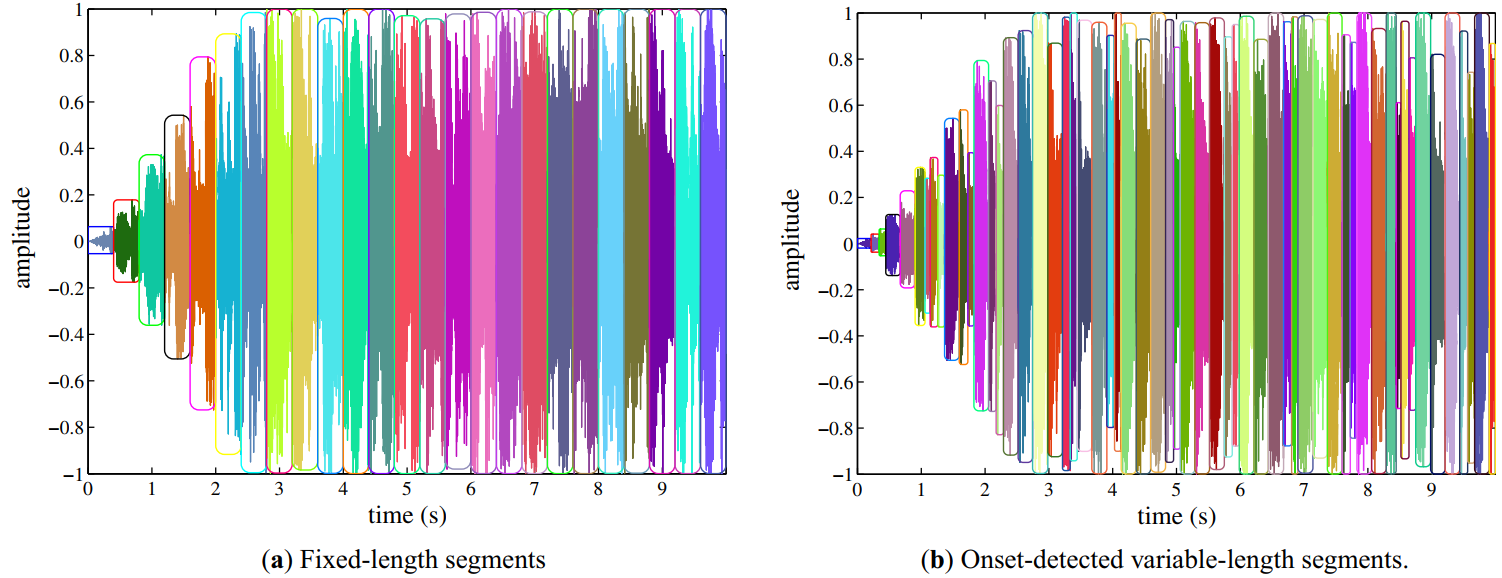 1
0.8
0.6
0.4
0.2
0
−0.2
−0.4
−0.6
−0.8
−1
amplitude
0 1 2 3 4 5 6 7 8 9
time (s)
(a) Fixed-length segments
1
0.8
0.6
0.4
0.2
0
−0.2
−0.4
−0.6
−0.8
−1
amplitude
0 1 2 3 4 5 6 7 8 9
time (s)
(b) Onset-detected variable-length segments.